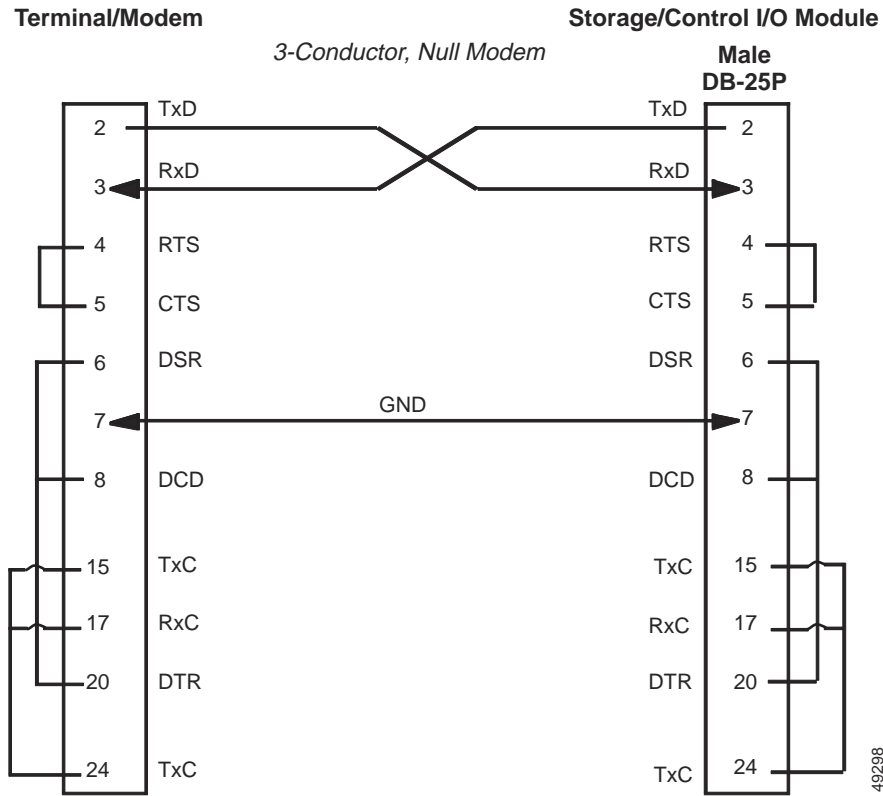 Terminal/Modem
Storage/Control I/O Module
3-Conductor, Null Modem
Male
DB-25P
2 TxD TxD 2
3 RxD RxD 3
4 RTS RTS 4
5 CTS CTS 5
6 DSR DSR 6
7 GND 7
8 DCD DCD 8
15 TxC TxC 15
17 RxC RxC 17
20 DTR DTR 20
24 TxC TxC 24
49298